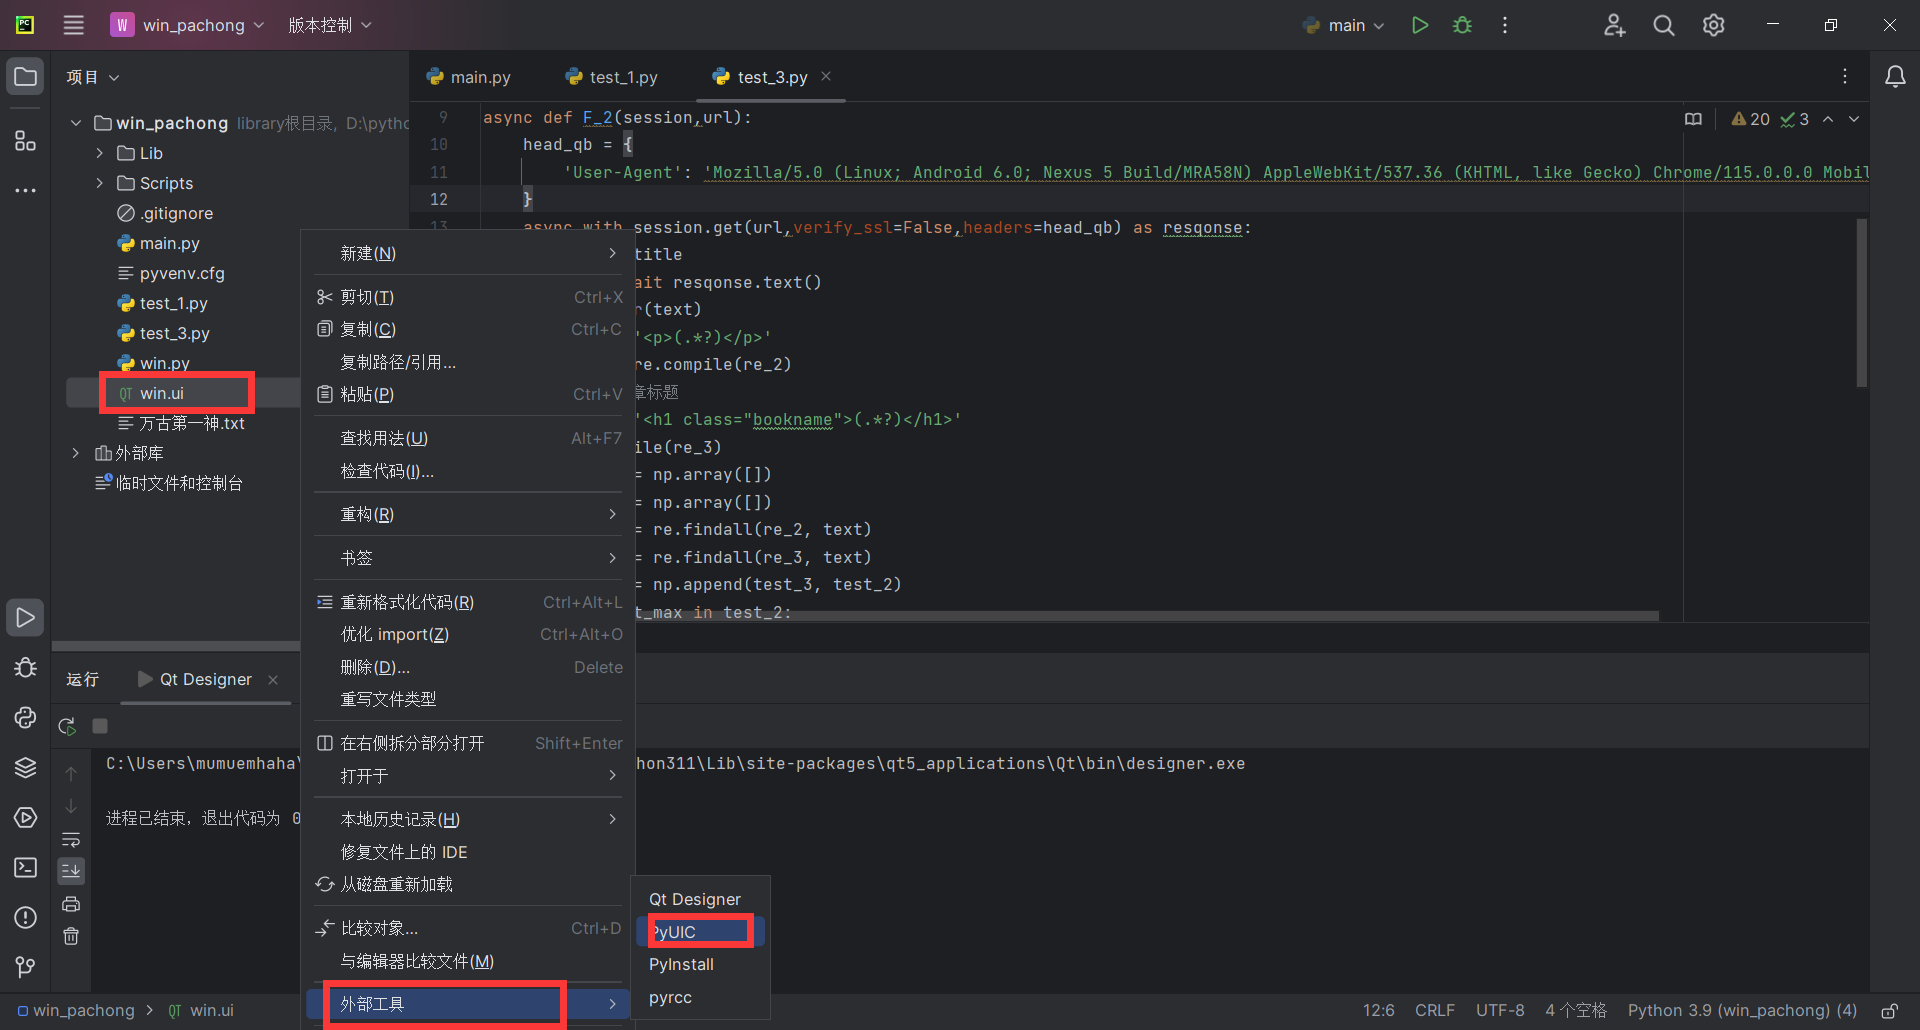 PC
W win_pachong 版本控制 main
项目
main.py test_1.py test_3.py
win_pachong library根目录, D:\pytho
Lib
Scripts
.gitignore
main.py
pyvenv.cfg
test_1.py
test_3.py
win.py
QT win.ui
万古第一神.txt
外部库
临时文件和控制台
20 3
9 async def F_2(session,url):
10 head_qb = {
11 'User-Agent': 'Mozilla/5.0 (Linux; Android 6.0; Nexus 5 Build/MRA58N) AppleWebKit/537.36 (KHTML, like Gecko) Chrome/115.0.0.0 Mobil
12 }
13 async with session.get(url,verify_ssl=False,headers=head_qb) as resqonse:
title
ait resqonse.text()
r(text)
'<p>(.*?)</p>'
re.compile(re_2)
章标题
'<h1 class="bookname">(.*?)</h1>'
ile(re_3)
= np.array([])
= np.array([])
= re.findall(re_2, text)
= re.findall(re_3, text)
= np.append(test_3, test_2)
t_max in test_2:
新建(N)
剪切(T) Ctrl+X
复制(C) Ctrl+C
复制路径/引用...
粘贴(P) Ctrl+V
查找用法(U) Alt+F7
检查代码(I)...
重构(R)
书签
重新格式化代码(R) Ctrl+Alt+L
优化 import(Z) Ctrl+Alt+O
删除(D)... Delete
重写文件类型
在右侧拆分部分打开 Shift+Enter
打开于
本地历史记录(H)
修复文件上的 IDE
从磁盘重新加载
比较对象... Ctrl+D
与编辑器比较文件(M)
外部工具
Qt Designer
PyUIC
PyInstall
pyrcc
运行 Qt Designer
C:\Users\mumuemhaha\
hon311\Lib\site-packages\qt5_applications\Qt\bin\designer.exe
进程已结束，退出代码为 0
win_pachong QT win.ui
12:6 CRLF UTF-8 4 个空格 Python 3.9 (win_pachong) (4)